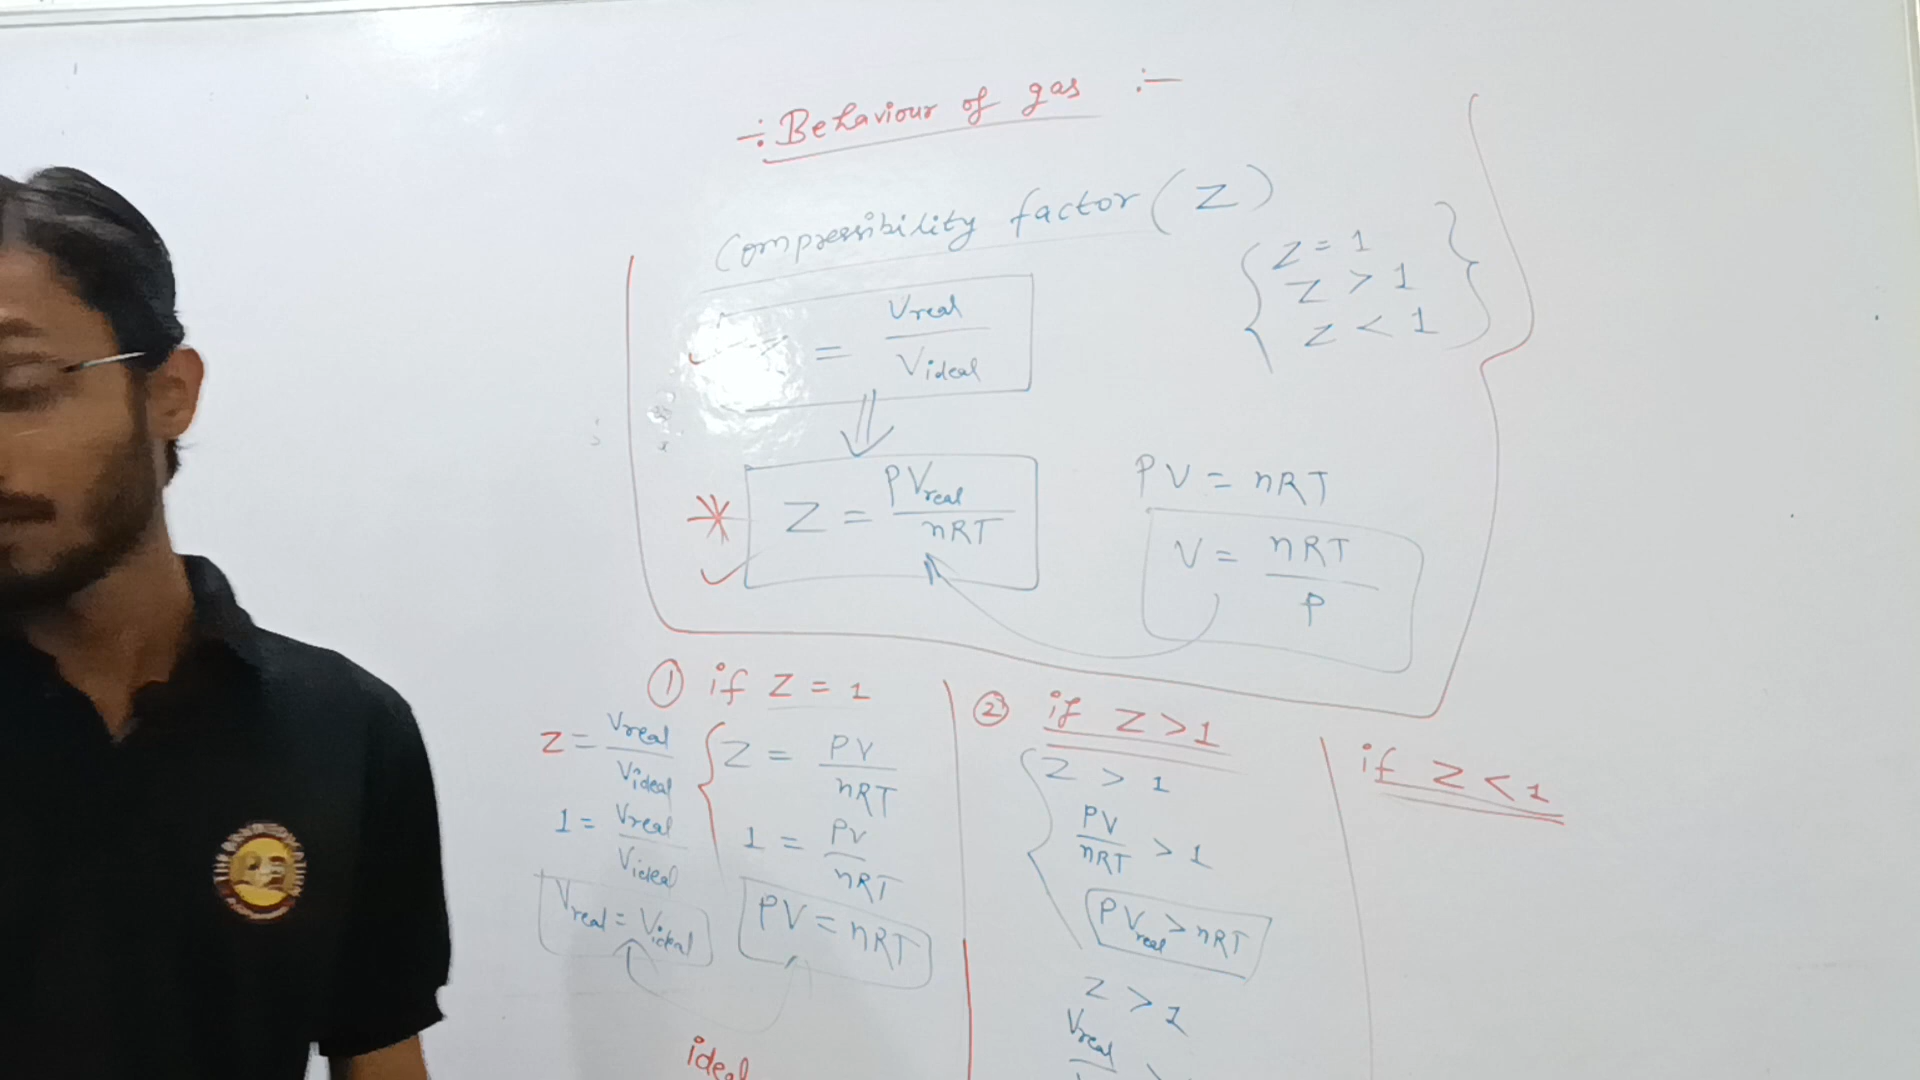 ÷ Behaviour of gas :-
Compressibility factor (Z)
Z = 1
Z > 1
Z < 1
= Vreal / Videal
Z = PVreal / nRT
PV = nRT
V = nRT / P
① if Z = 1
Z = Vreal / Videal
1 = Vreal / Videal
Vreal = Videal
Z = PV / nRT
1 = PV / nRT
PV = nRT
ideal
② if Z > 1
Z > 1
PV / nRT > 1
PVreal > nRT
Z > 1
Vreal
if Z < 1